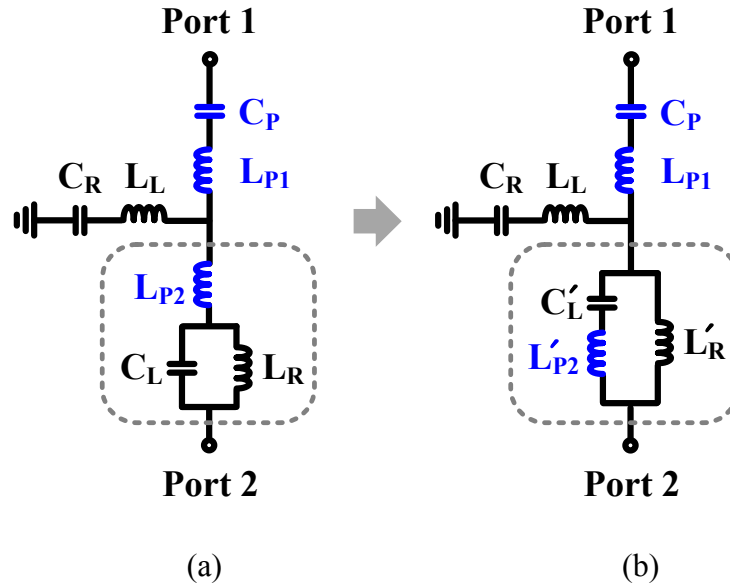 Port 1
Port 1
C_P
C_P
L_P1
L_P1
C_R L_L
C_R L_L
L_P2
C_L L_R
C′_L
L′_P2 L′_R
Port 2
Port 2
(a)
(b)